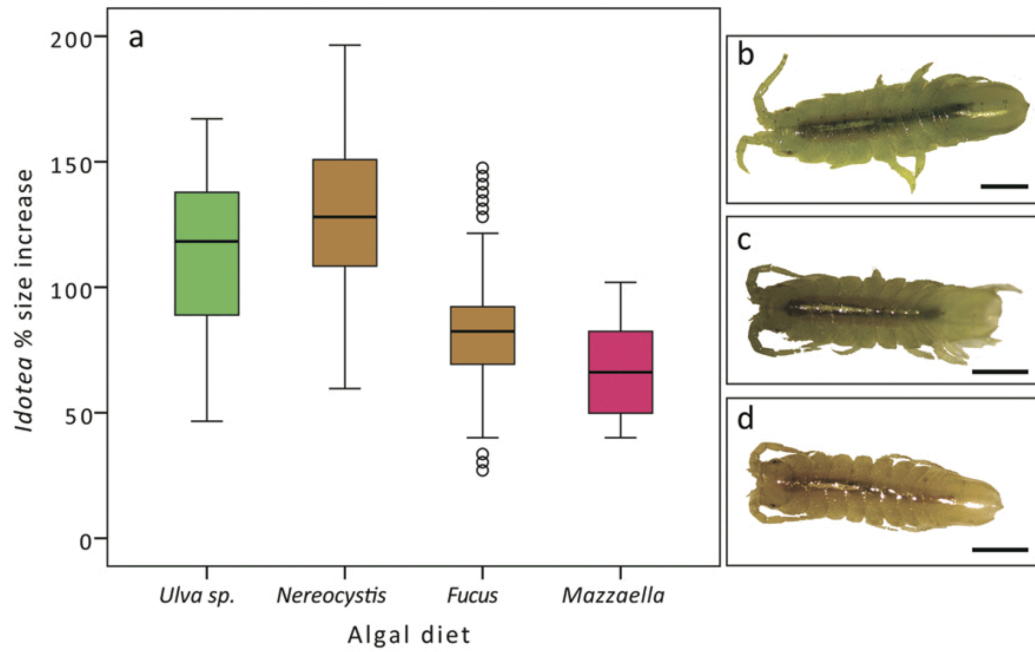 a
200
150
100
50
0
Idotea % size increase
Ulva sp. Nereocystis Fucus Mazzaella
Algal diet
b
c
d